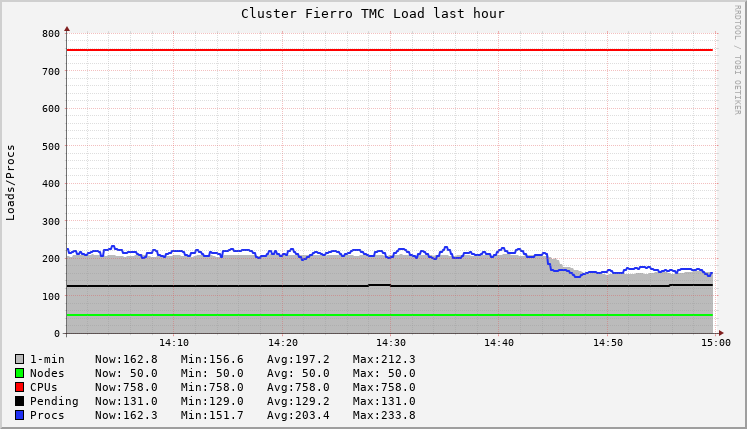 Cluster Fierro TMC Load last hour
RRDTOOL / TOBI OETIKER
Loads/Procs
800
700
600
500
400
300
200
100
0
14:10 14:20 14:30 14:40 14:50 15:00
1-min Now:162.8 Min:156.6 Avg:197.2 Max:212.3
Nodes Now: 50.0 Min: 50.0 Avg: 50.0 Max: 50.0
CPUs Now:758.0 Min:758.0 Avg:758.0 Max:758.0
Pending Now:131.0 Min:129.0 Avg:129.2 Max:131.0
Procs Now:162.3 Min:151.7 Avg:203.4 Max:233.8